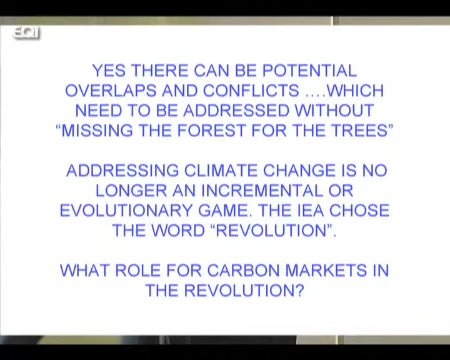 EQI
YES THERE CAN BE POTENTIAL
OVERLAPS AND CONFLICTS ....WHICH
NEED TO BE ADDRESSED WITHOUT
“MISSING THE FOREST FOR THE TREES”
ADDRESSING CLIMATE CHANGE IS NO
LONGER AN INCREMENTAL OR
EVOLUTIONARY GAME. THE IEA CHOSE
THE WORD “REVOLUTION”.
WHAT ROLE FOR CARBON MARKETS IN
THE REVOLUTION?